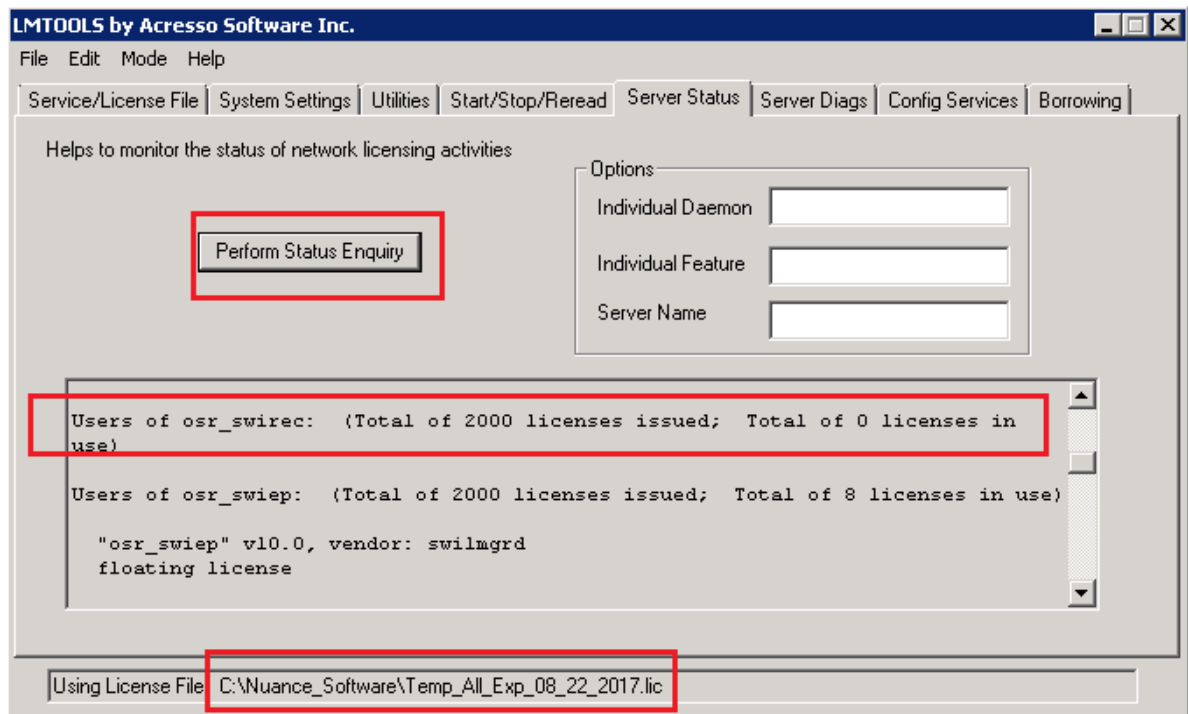 LMTOOLS by Acresso Software Inc.
File Edit Mode Help
Service/License File System Settings Utilities Start/Stop/Reread Server Status Server Diags Config Services Borrowing
Helps to monitor the status of network licensing activities
Options
Individual Daemon
Perform Status Enquiry
Individual Feature
Server Name
Users of osr_swirec: (Total of 2000 licenses issued; Total of 0 licenses in
use)
Users of osr_swiep: (Total of 2000 licenses issued; Total of 8 licenses in use)
"osr_swiep" v10.0, vendor: swilmgrd
floating license
Using License File: C:\Nuance_Software\Temp_All_Exp_08_22_2017.lic